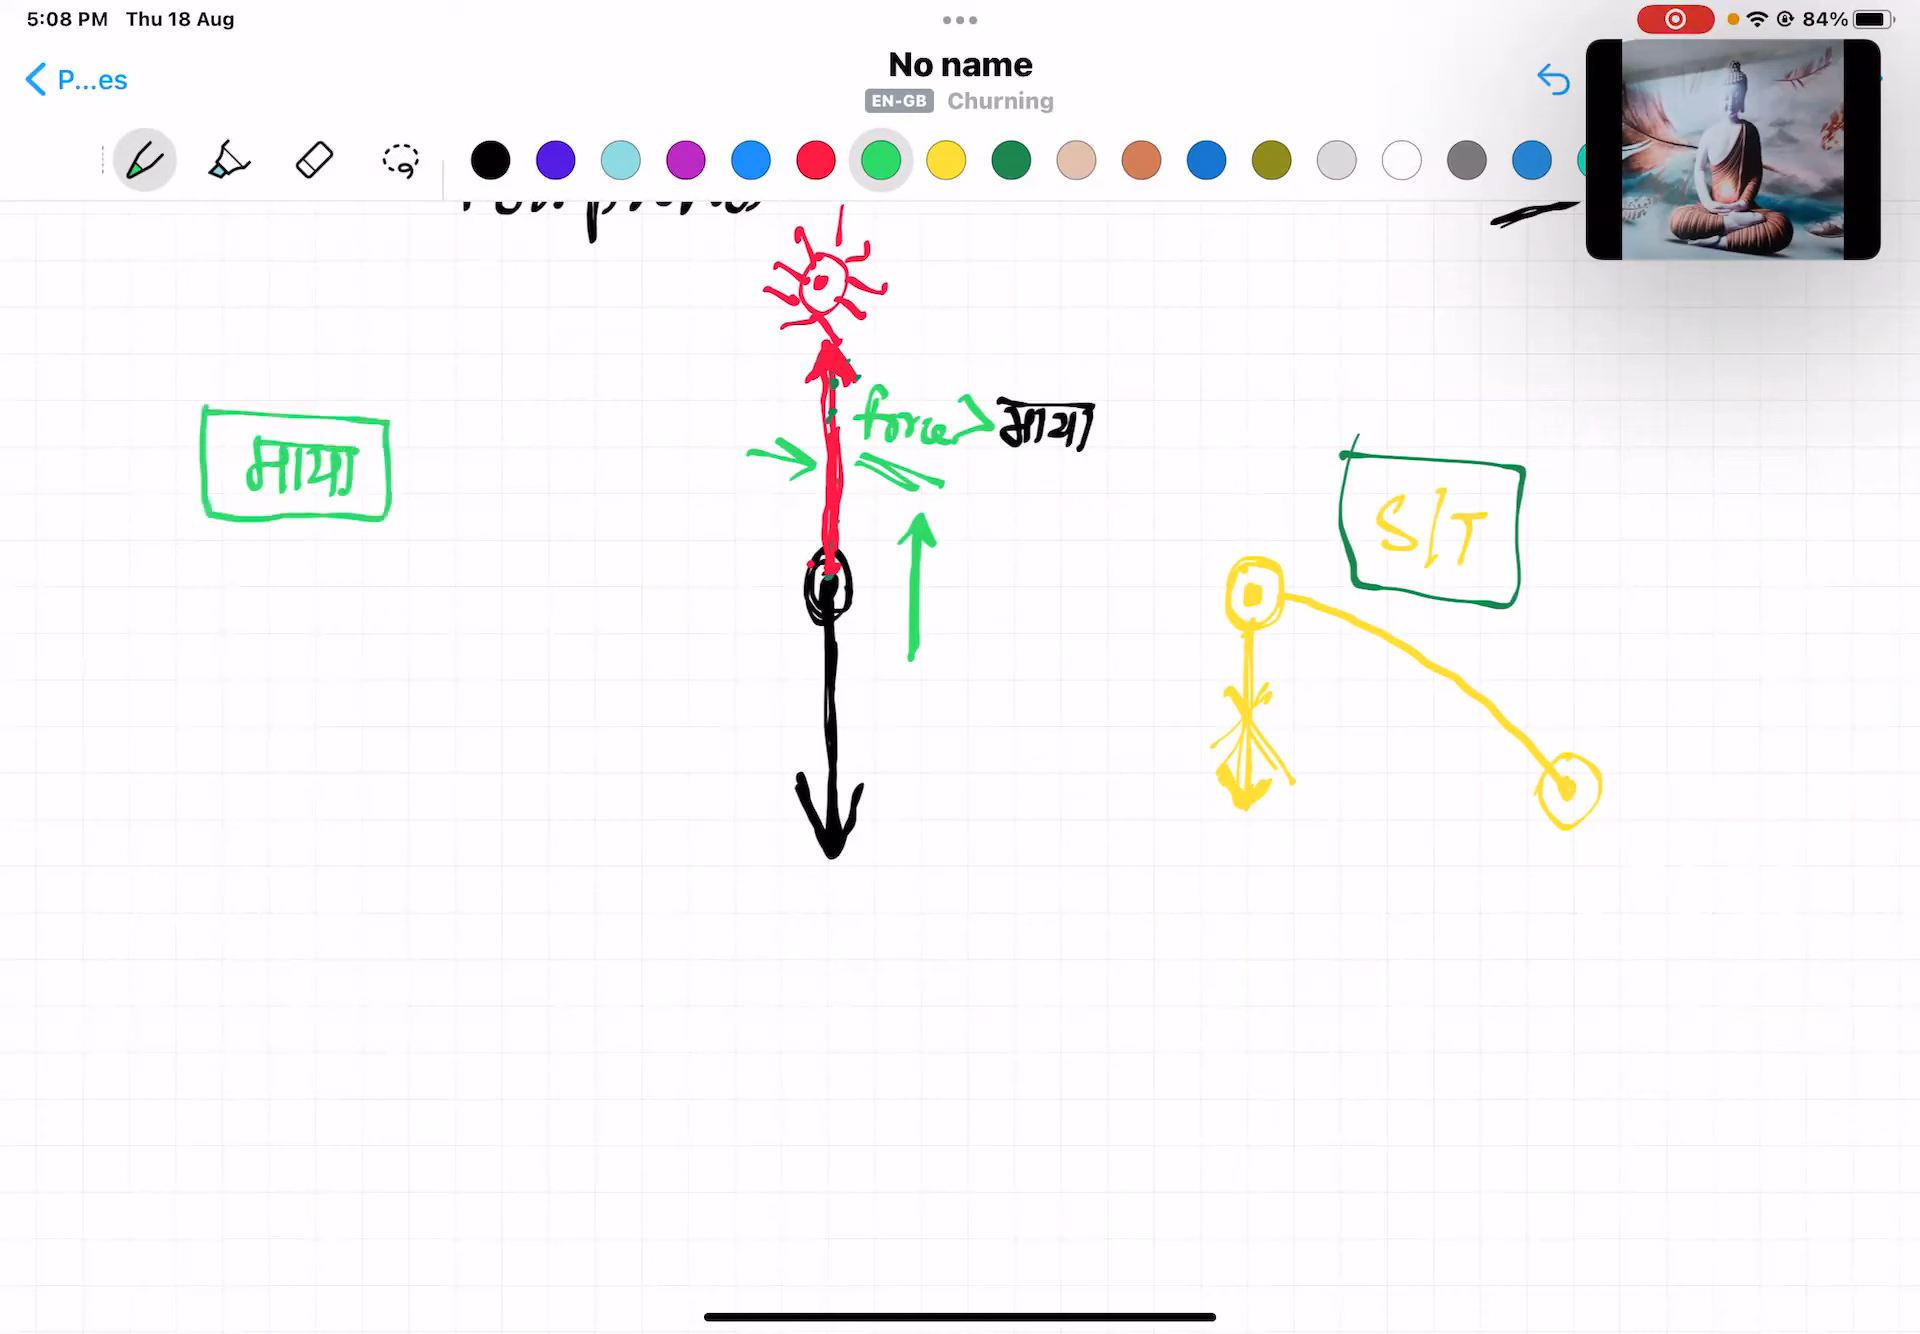 5:08 PM Thu 18 Aug
84%
P...es
No name
EN-GB Churning
force > माया
माया
S/T